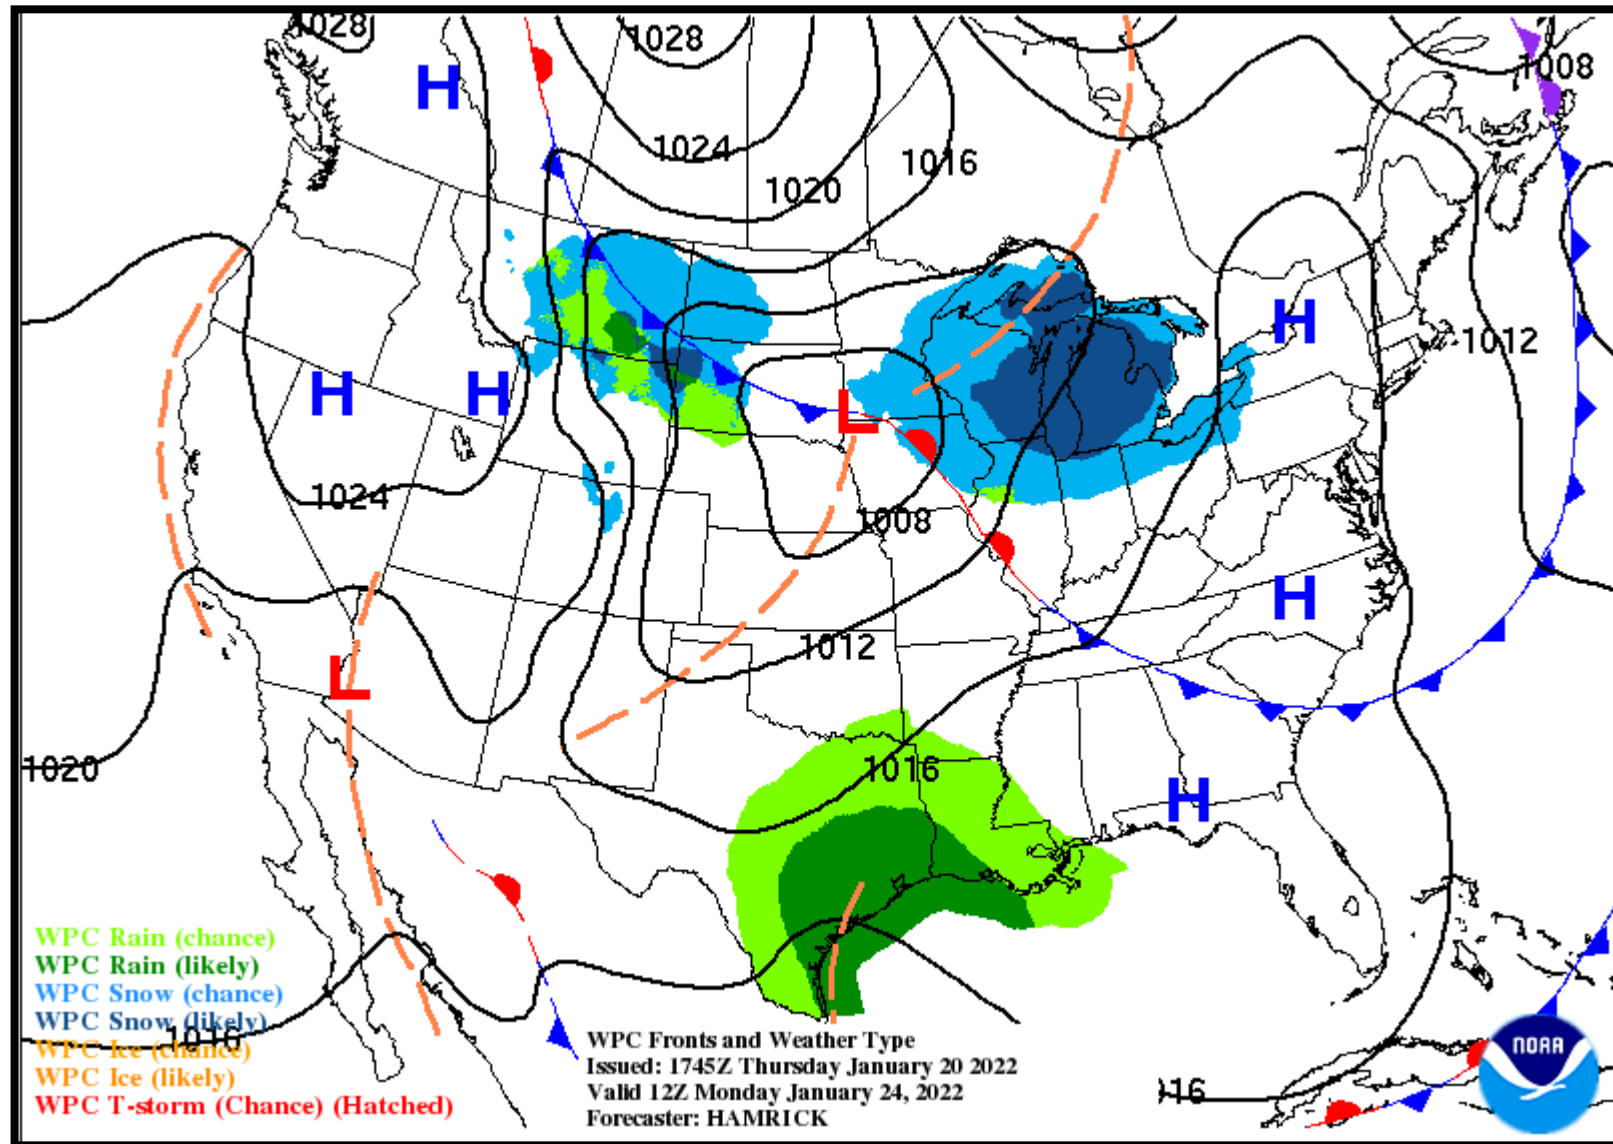 1028
1028
H
1008
1024
1016
1020
H
1012
H
H
L
1024
1008
H
1012
L
1020
1016
H
WPC Rain (chance)
WPC Rain (likely)
WPC Snow (chance)
WPC Snow (likely)
1016
WPC Ice (chance)
WPC Ice (likely)
WPC T-storm (Chance) (Hatched)
WPC Fronts and Weather Type
Issued: 1745Z Thursday January 20 2022
Valid 12Z Monday January 24, 2022
Forecaster: HAMRICK
NOAA